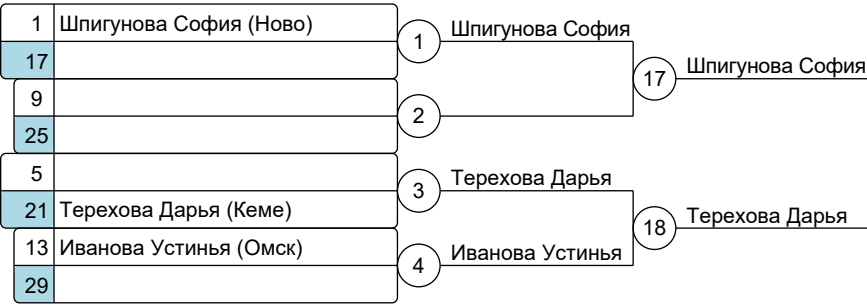 1 Шпигунова София (Ново)
17
1 Шпигунова София
17 Шпигунова София
9
25
2
5
21 Терехова Дарья (Кеме)
3 Терехова Дарья
18 Терехова Дарья
13 Иванова Устинья (Омск)
29
4 Иванова Устинья